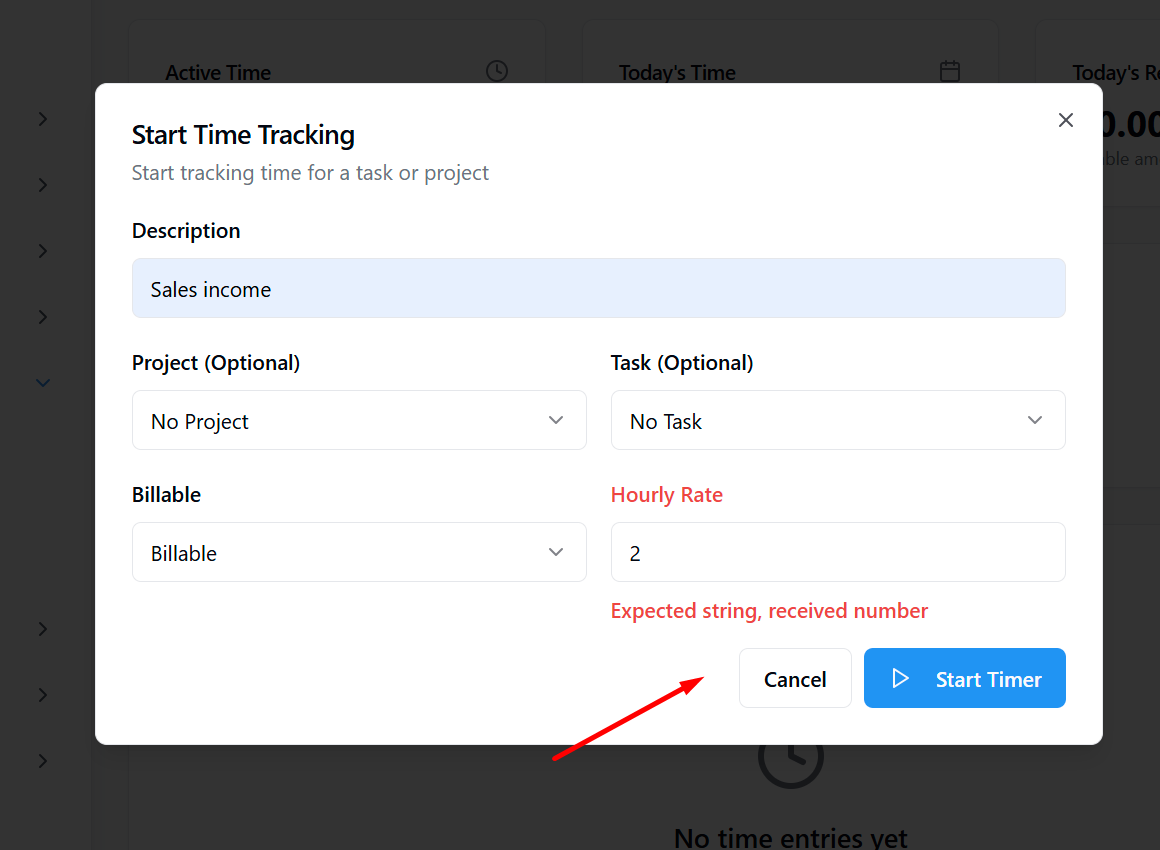 Active Time
Today's Time
Today's Re
0.00
ble am
Start Time Tracking
Start tracking time for a task or project
Description
Sales income
Project (Optional)
Task (Optional)
No Project
No Task
Billable
Hourly Rate
Billable
2
Expected string, received number
Cancel
Start Timer
No time entries yet